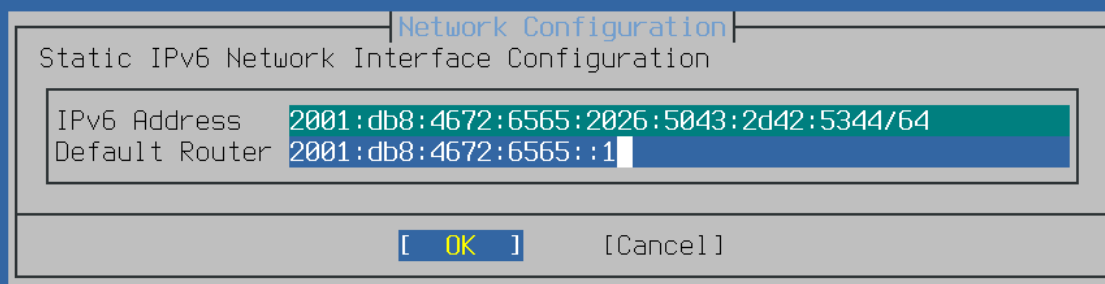 Network Configuration
Static IPv6 Network Interface Configuration
IPv6 Address 2001:db8:4672:6565:2026:5043:2d42:5344/64
Default Router 2001:db8:4672:6565::1
[ OK ] [Cancel]